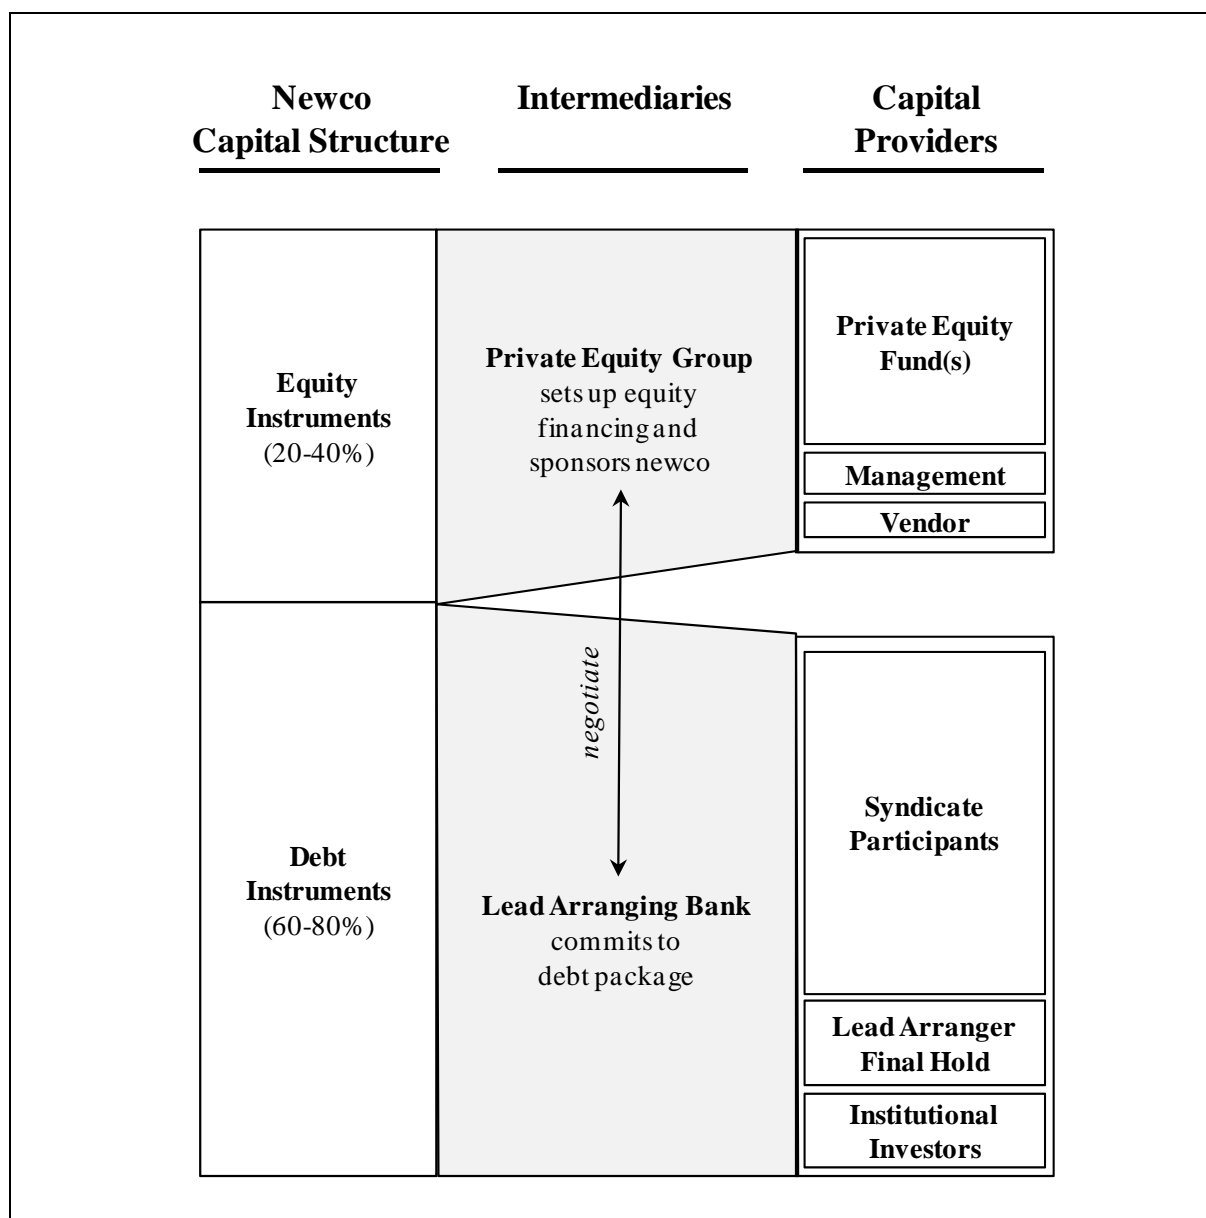 Newco
Capital Structure
Intermediaries
Capital
Providers
Equity
Instruments
(20-40%)
Private Equity Group
sets up equity
financing and
sponsors newco
Private Equity
Fund(s)
Management
Vendor
negotiate
Debt
Instruments
(60-80%)
Lead Arranging Bank
commits to
debt package
Syndicate
Participants
Lead Arranger
Final Hold
Institutional
Investors